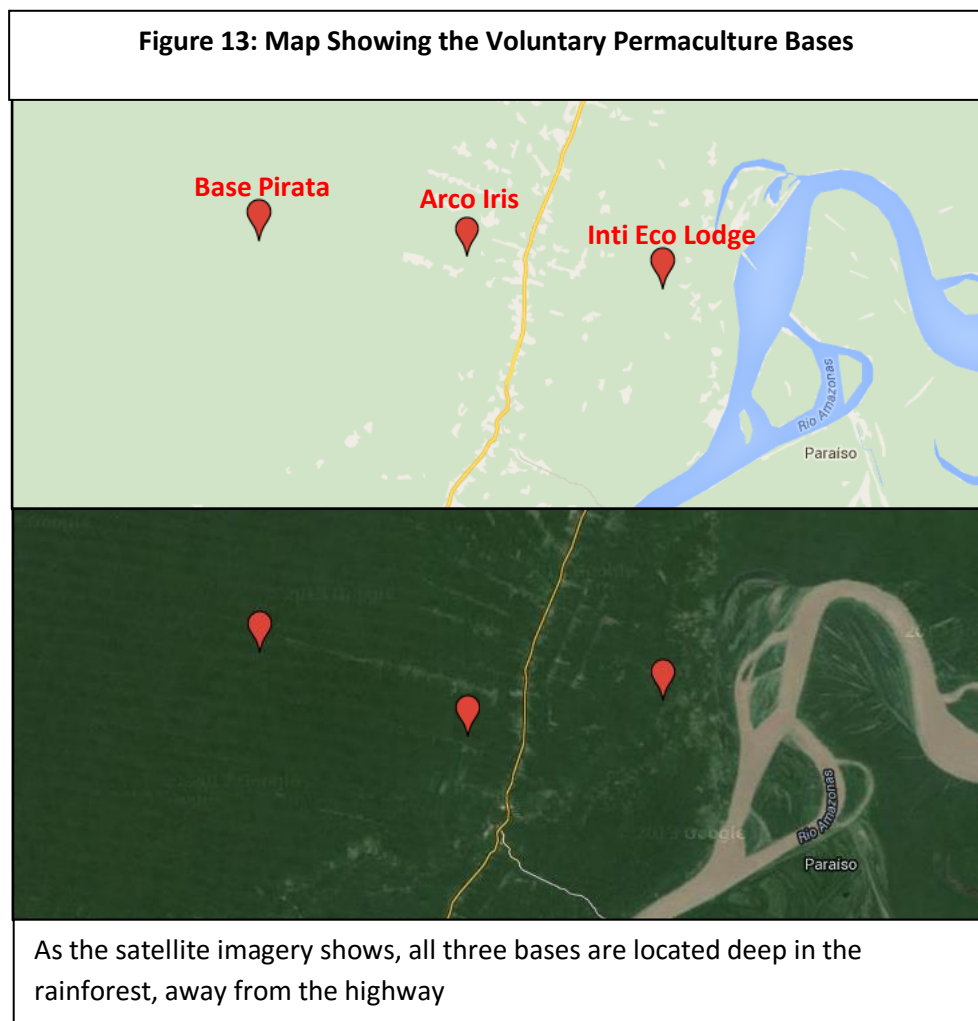 Figure 13: Map Showing the Voluntary Permaculture Bases
Base Pirata
Arco Iris
Inti Eco Lodge
Rio Amazonas
Paraíso
Rio Amazonas
Paraíso
As the satellite imagery shows, all three bases are located deep in the
rainforest, away from the highway